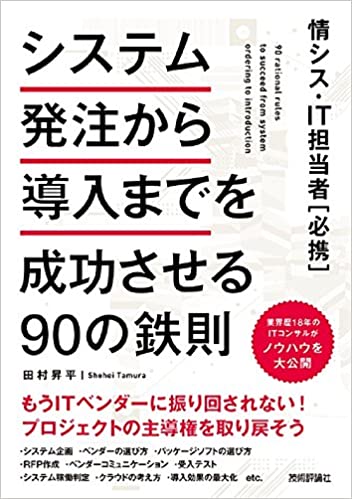 情シス・IT担当者[必携]
90 rational rules
to succeed from system
ordering to introduction
システム
発注から
導入までを
成功させる
90の鉄則
田村昇平 | Shohei Tamura
業界歴18年の
ITコンサルが
ノウハウを
大公開
もうITベンダーに振り回されない!
プロジェクトの主導権を取り戻そう
・システム企画 ・ベンダーの選び方 ・パッケージソフトの選び方
・RFP作成 ・ベンダーコミュニケーション ・受入テスト
・システム稼働判定 ・クラウドの考え方 ・導入効果の最大化 etc.
技術評論社